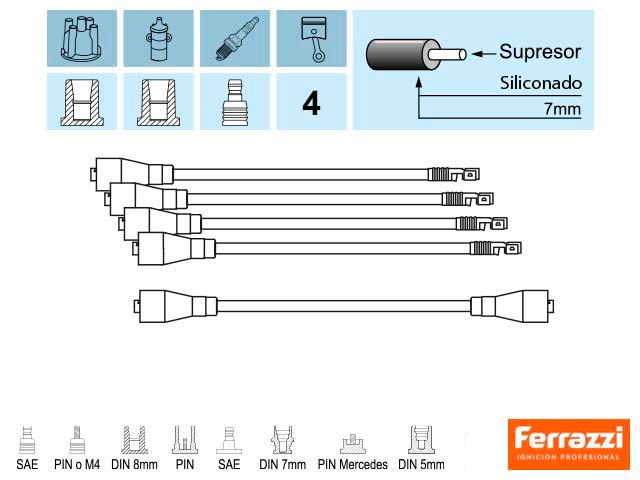 Supresor
Siliconado
7mm
4
SAE PIN o M4 DIN 8mm PIN SAE DIN 7mm PIN Mercedes DIN 5mm
Ferrazzi
IGNICION PROFESIONAL